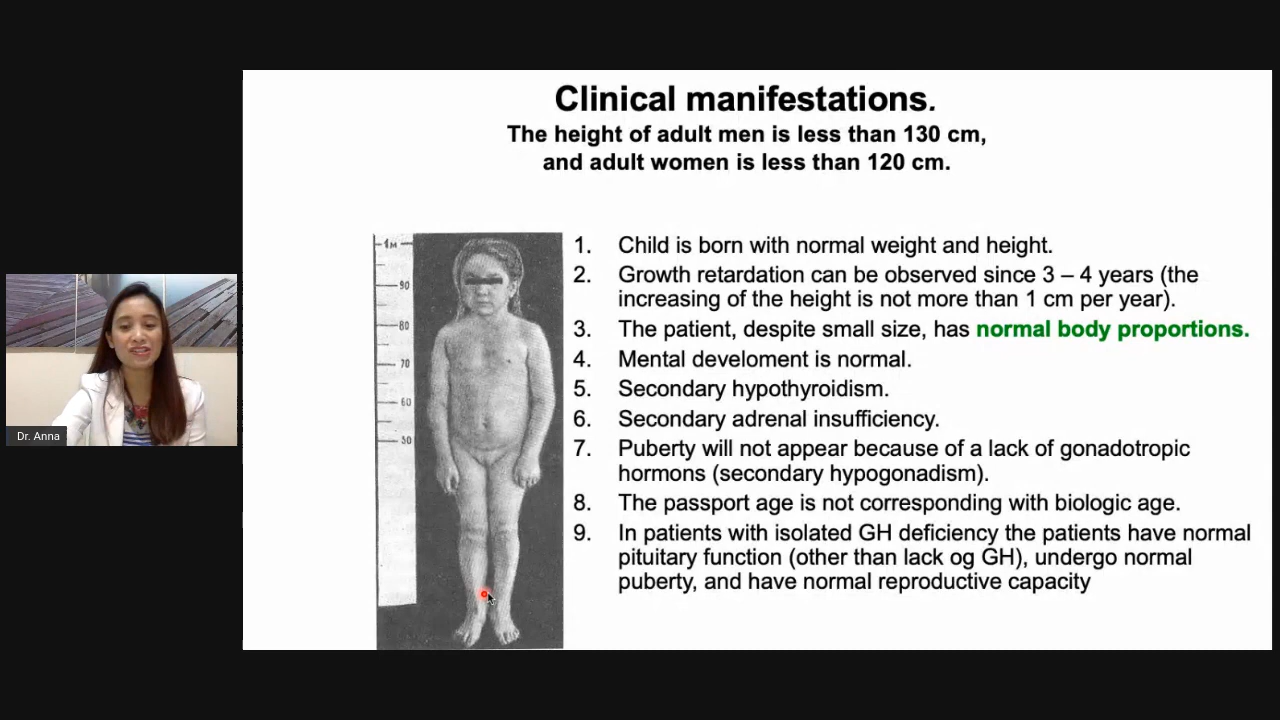 Clinical manifestations.
The height of adult men is less than 130 cm,
and adult women is less than 120 cm.
1м
90
80
70
60
50
1. Child is born with normal weight and height.
2. Growth retardation can be observed since 3 – 4 years (the
increasing of the height is not more than 1 cm per year).
3. The patient, despite small size, has normal body proportions.
4. Mental develoment is normal.
5. Secondary hypothyroidism.
6. Secondary adrenal insufficiency.
7. Puberty will not appear because of a lack of gonadotropic
hormons (secondary hypogonadism).
8. The passport age is not corresponding with biologic age.
9. In patients with isolated GH deficiency the patients have normal
pituitary function (other than lack og GH), undergo normal
puberty, and have normal reproductive capacity
Dr. Anna